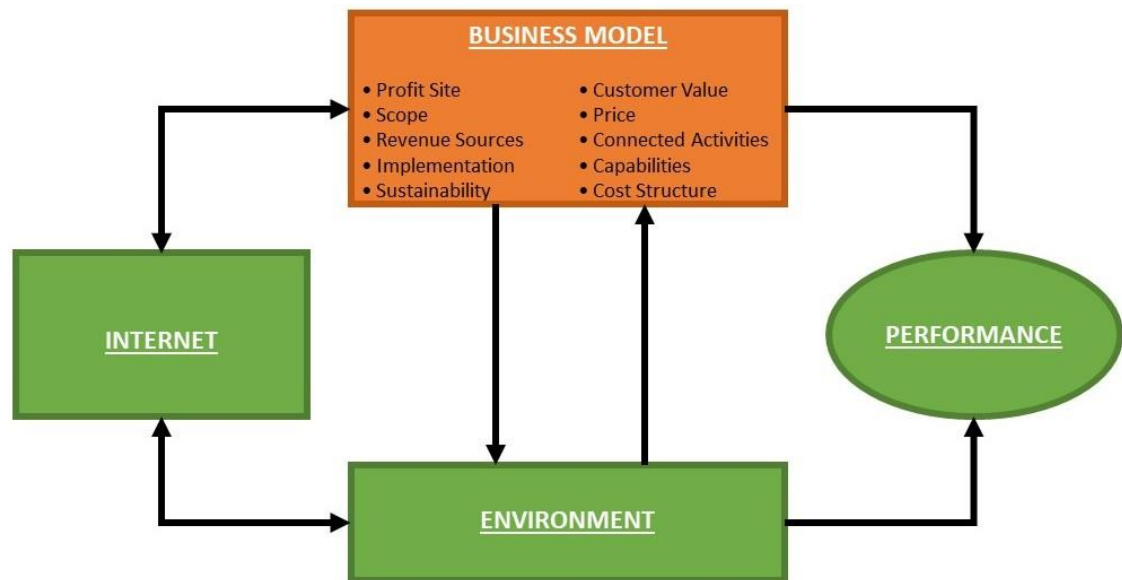 BUSINESS MODEL
• Profit Site
• Scope
• Revenue Sources
• Implementation
• Sustainability
• Customer Value
• Price
• Connected Activities
• Capabilities
• Cost Structure
INTERNET
PERFORMANCE
ENVIRONMENT